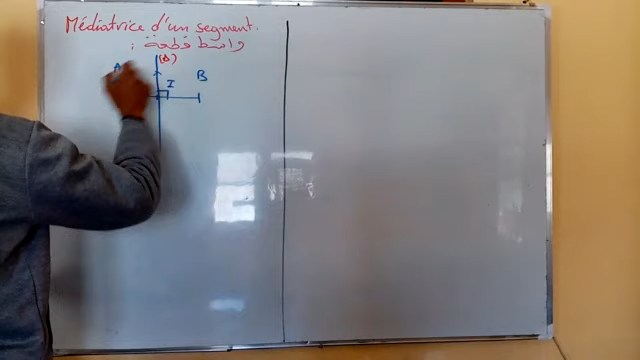 Médiatrice d'un segment.
واسط قطعة :
(Δ)
A B
I